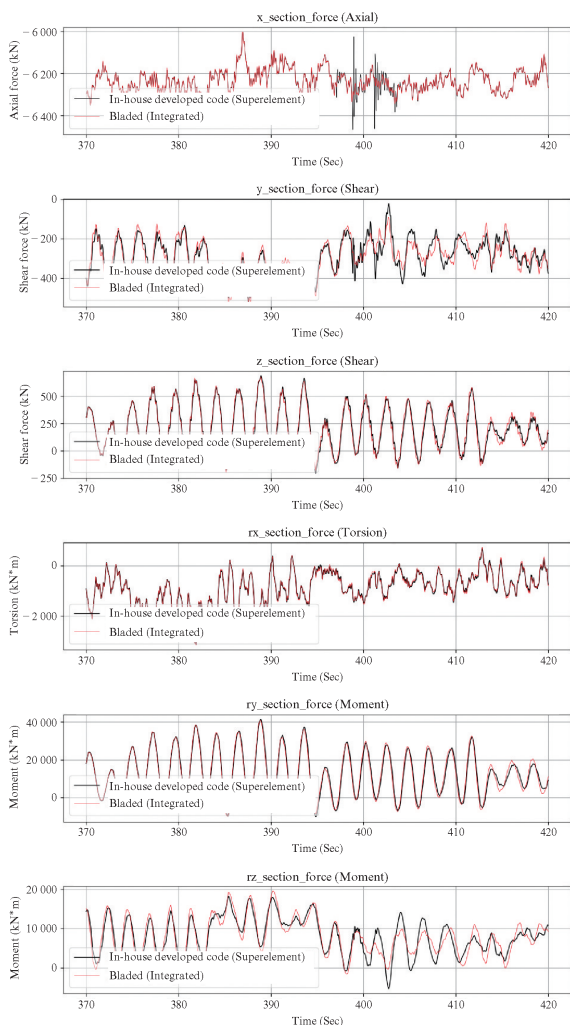 x_section_force (Axial)
Axial force (kN)
− 6 000
− 6 200
− 6 400
In-house developed code (Superelement)
Bladed (Integrated)
370 380 390 400 410 420
Time (Sec)
y_section_force (Shear)
Shear force (kN)
0
− 200
− 400
In-house developed code (Superelement)
Bladed (Integrated)
370 380 390 400 410 420
Time (Sec)
z_section_force (Shear)
Shear force (kN)
500
250
0
− 250
In-house developed code (Superelement)
Bladed (Integrated)
370 380 390 400 410 420
Time (Sec)
rx_section_force (Torsion)
Torsion (kN*m)
0
− 2 000
In-house developed code (Superelement)
Bladed (Integrated)
370 380 390 400 410 420
Time (Sec)
ry_section_force (Moment)
Moment (kN*m)
40 000
20 000
0
In-house developed code (Superelement)
Bladed (Integrated)
370 380 390 400 410 420
Time (Sec)
rz_section_force (Moment)
Moment (kN*m)
20 000
10 000
0
In-house developed code (Superelement)
Bladed (Integrated)
370 380 390 400 410 420
Time (Sec)